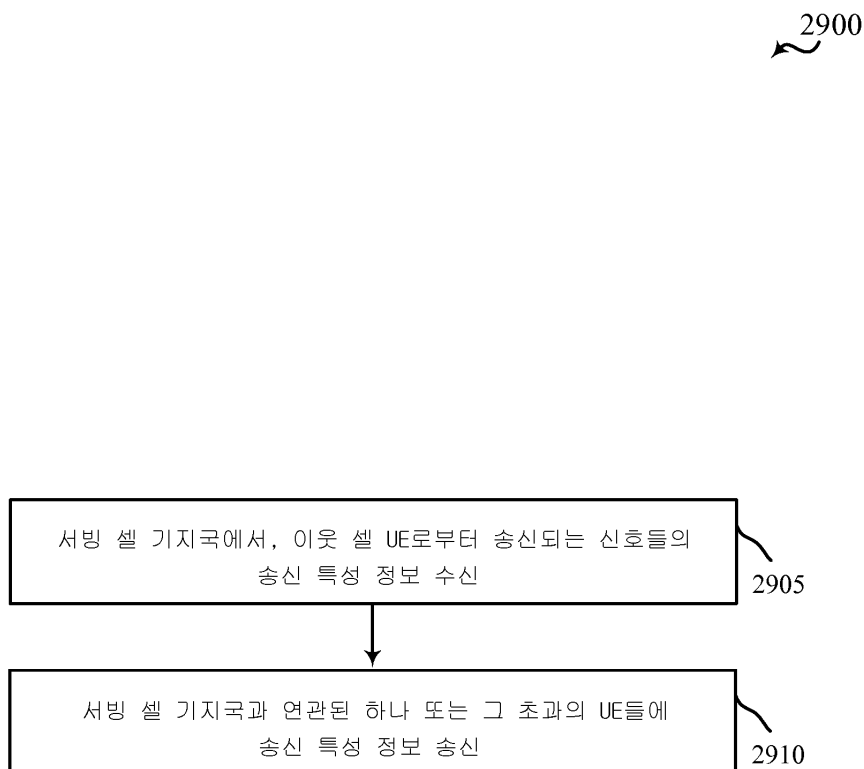 2900
서빙 셀 기지국에서, 이웃 셀 UE로부터 송신되는 신호들의
송신 특성 정보 수신
2905
서빙 셀 기지국과 연관된 하나 또는 그 초과의 UE들에
송신 특성 정보 송신
2910